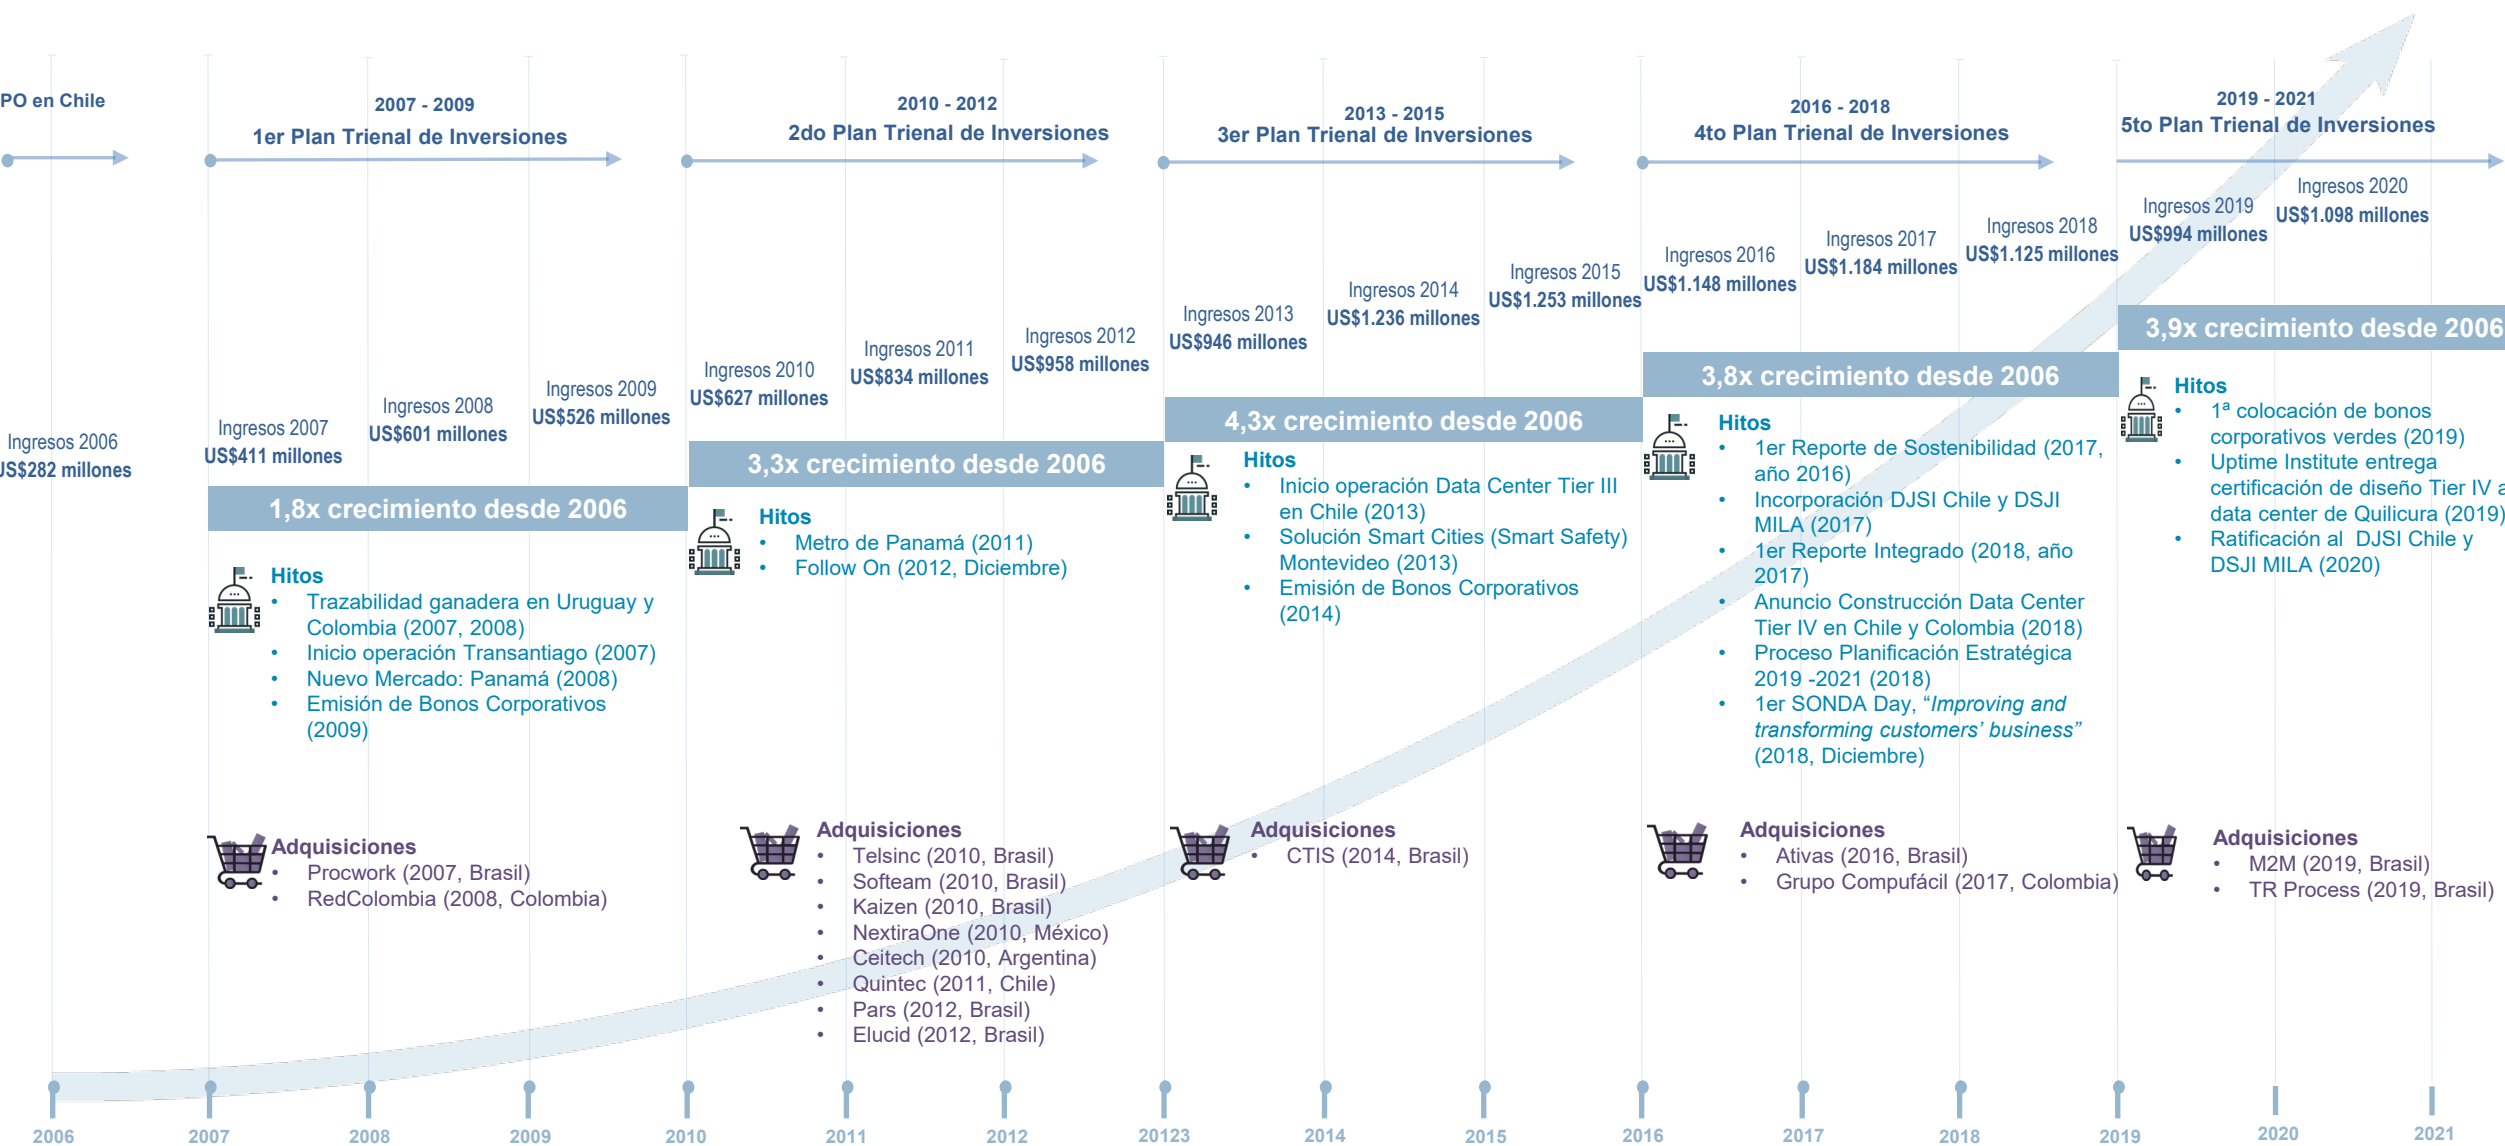 PO en Chile
2007 - 2009
1er Plan Trienal de Inversiones
2010 - 2012
2do Plan Trienal de Inversiones
2013 - 2015
3er Plan Trienal de Inversiones
2016 - 2018
4to Plan Trienal de Inversiones
2019 - 2021
5to Plan Trienal de Inversiones
Ingresos 2006
US$282 millones
Ingresos 2007
US$411 millones
Ingresos 2008
US$601 millones
Ingresos 2009
US$526 millones
Ingresos 2010
US$627 millones
Ingresos 2011
US$834 millones
Ingresos 2012
US$958 millones
Ingresos 2013
US$946 millones
Ingresos 2014
US$1.236 millones
Ingresos 2015
US$1.253 millones
Ingresos 2016
US$1.148 millones
Ingresos 2017
US$1.184 millones
Ingresos 2018
US$1.125 millones
Ingresos 2019
US$994 millones
Ingresos 2020
US$1.098 millones
1,8x crecimiento desde 2006
Hitos
• Trazabilidad ganadera en Uruguay y
Colombia (2007, 2008)
• Inicio operación Transantiago (2007)
• Nuevo Mercado: Panamá (2008)
• Emisión de Bonos Corporativos
(2009)
Adquisiciones
• Procwork (2007, Brasil)
• RedColombia (2008, Colombia)
3,3x crecimiento desde 2006
Hitos
• Metro de Panamá (2011)
• Follow On (2012, Diciembre)
Adquisiciones
• Telsinc (2010, Brasil)
• Softeam (2010, Brasil)
• Kaizen (2010, Brasil)
• NextiraOne (2010, México)
• Ceitech (2010, Argentina)
• Quintec (2011, Chile)
• Pars (2012, Brasil)
• Elucid (2012, Brasil)
4,3x crecimiento desde 2006
Hitos
• Inicio operación Data Center Tier III
en Chile (2013)
• Solución Smart Cities (Smart Safety)
Montevideo (2013)
• Emisión de Bonos Corporativos
(2014)
Adquisiciones
• CTIS (2014, Brasil)
3,8x crecimiento desde 2006
Hitos
• 1er Reporte de Sostenibilidad (2017,
año 2016)
• Incorporación DJSI Chile y DSJI
MILA (2017)
• 1er Reporte Integrado (2018, año
2017)
• Anuncio Construcción Data Center
Tier IV en Chile y Colombia (2018)
• Proceso Planificación Estratégica
2019 -2021 (2018)
• 1er SONDA Day, “Improving and
transforming customers’ business”
(2018, Diciembre)
Adquisiciones
• Ativas (2016, Brasil)
• Grupo Compufácil (2017, Colombia)
3,9x crecimiento desde 2006
Hitos
• 1ª colocación de bonos
corporativos verdes (2019)
• Uptime Institute entrega
certificación de diseño Tier IV a
data center de Quilicura (2019)
• Ratificación al DJSI Chile y
DSJI MILA (2020)
Adquisiciones
• M2M (2019, Brasil)
• TR Process (2019, Brasil)
2006
2007
2008
2009
2010
2011
2012
20123
2014
2015
2016
2017
2018
2019
2020
2021